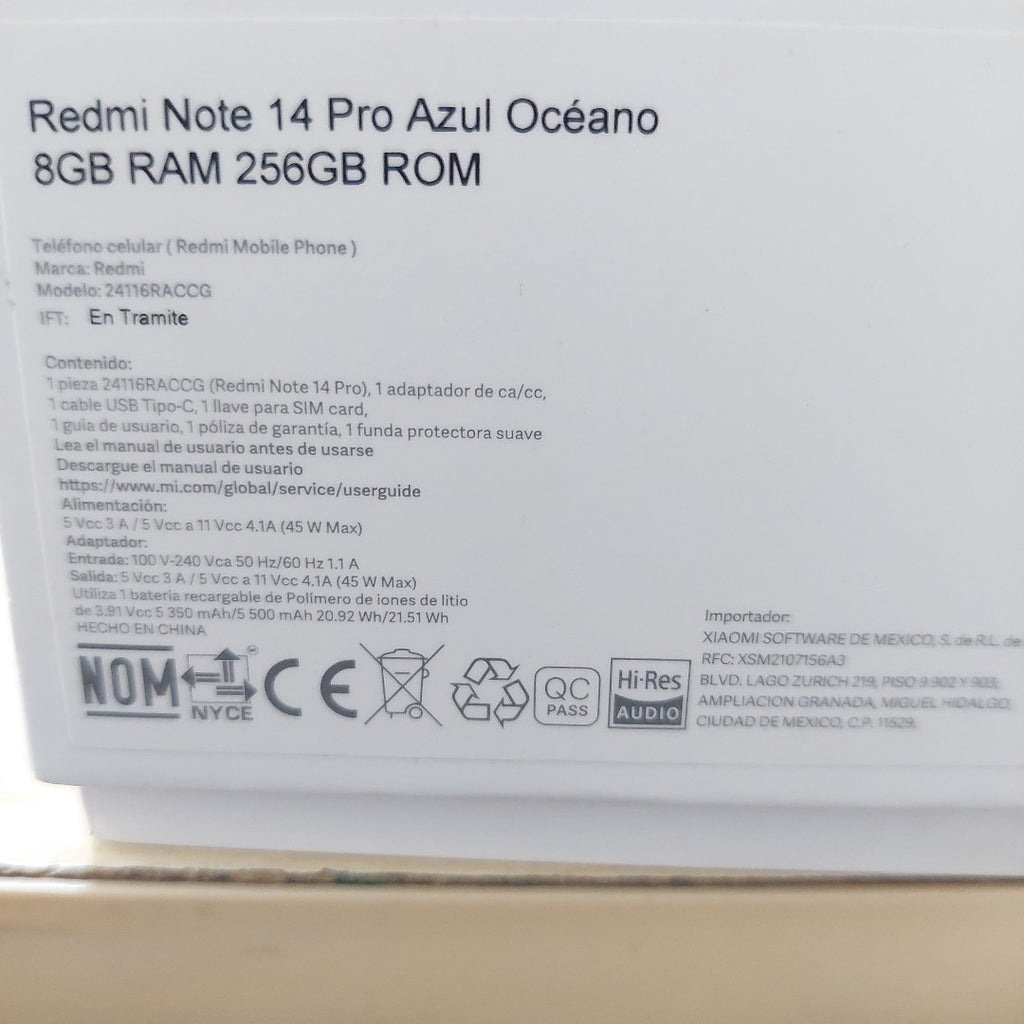 Redmi Note 14 Pro Azul Océano
8GB RAM 256GB ROM
Teléfono celular ( Redmi Mobile Phone )
Marca: Redmi
Modelo: 24116RACCG
IFT: En Tramite
Contenido:
1 pieza 24116RACCG (Redmi Note 14 Pro), 1 adaptador de ca/cc,
1 cable USB Tipo-C, 1 llave para SIM card,
1 guía de usuario, 1 póliza de garantía, 1 funda protectora suave
Lea el manual de usuario antes de usarse
Descargue el manual de usuario
https://www.mi.com/global/service/userguide
Alimentación:
5 Vcc 3 A / 5 Vcc a 11 Vcc 4.1A (45 W Max)
Adaptador:
Entrada: 100 V-240 Vca 50 Hz/60 Hz 1.1 A
Salida: 5 Vcc 3 A / 5 Vcc a 11 Vcc 4.1A (45 W Max)
Utiliza 1 batería recargable de Polímero de iones de litio
de 3.91 Vcc 5 350 mAh/5 500 mAh 20.92 Wh/21.51 Wh
HECHO EN CHINA
NOM
NYCE
CE
QC
PASS
Hi-Res
AUDIO
Importador:
XIAOMI SOFTWARE DE MEXICO, S. de R.L. de
RFC: XSM2107156A3
BLVD. LAGO ZURICH 219, PISO 9 902 Y 903,
AMPLIACION GRANADA, MIGUEL HIDALGO,
CIUDAD DE MEXICO, C.P. 11529.